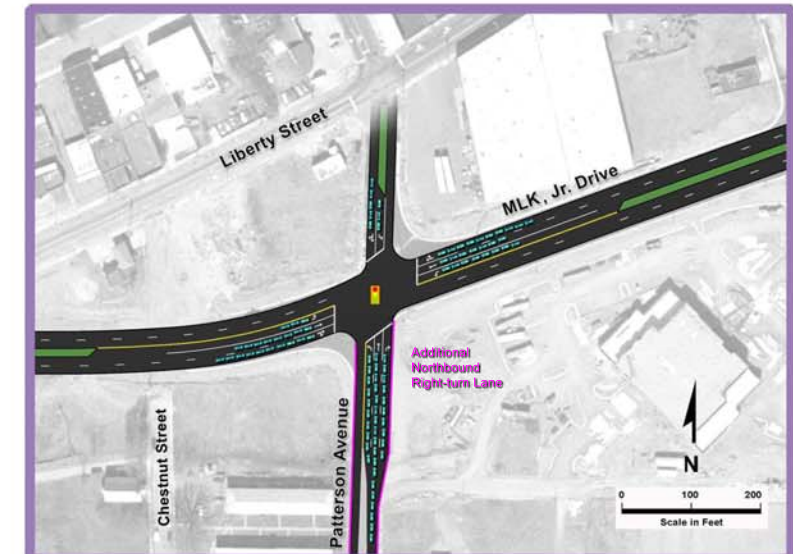 Liberty Street
MLK, Jr. Drive
Additional
Northbound
Right-turn Lane
Chestnut Street
Patterson Avenue
N
0 100 200
Scale in Feet